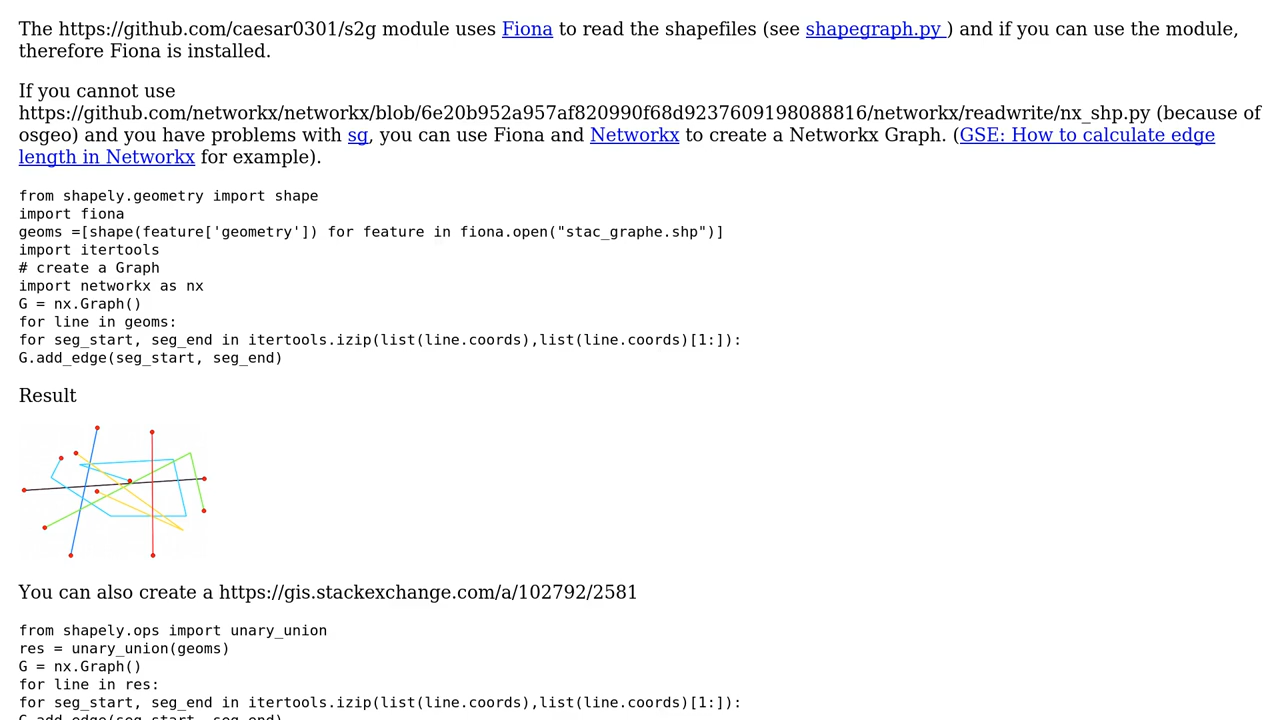 The https://github.com/caesar0301/s2g module uses Fiona to read the shapefiles (see shapegraph.py ) and if you can use the module,
therefore Fiona is installed.
If you cannot use
https://github.com/networkx/networkx/blob/6e20b952a957af820990f68d9237609198088816/networkx/readwrite/nx_shp.py (because of
osgeo) and you have problems with sg, you can use Fiona and Networkx to create a Networkx Graph. (GSE: How to calculate edge
length in Networkx for example).
from shapely.geometry import shape
import fiona
geoms =[shape(feature['geometry']) for feature in fiona.open("stac_graphe.shp")]
import itertools
# create a Graph
import networkx as nx
G = nx.Graph()
for line in geoms:
for seg_start, seg_end in itertools.izip(list(line.coords),list(line.coords)[1:]):
G.add_edge(seg_start, seg_end)
Result
You can also create a https://gis.stackexchange.com/a/102792/2581
from shapely.ops import unary_union
res = unary_union(geoms)
G = nx.Graph()
for line in res:
for seg_start, seg_end in itertools.izip(list(line.coords),list(line.coords)[1:]):
G.add_edge(seg_start, seg_end)